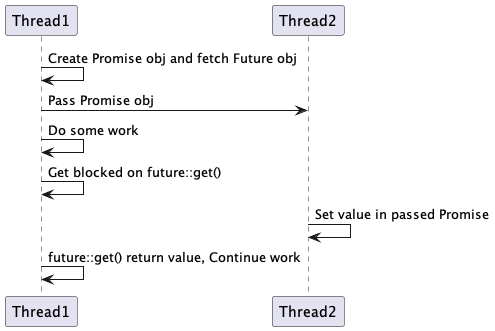 Thread1 Thread2
Create Promise obj and fetch Future obj
Pass Promise obj
Do some work
Get blocked on future::get()
Set value in passed Promise
future::get() return value, Continue work
Thread1 Thread2